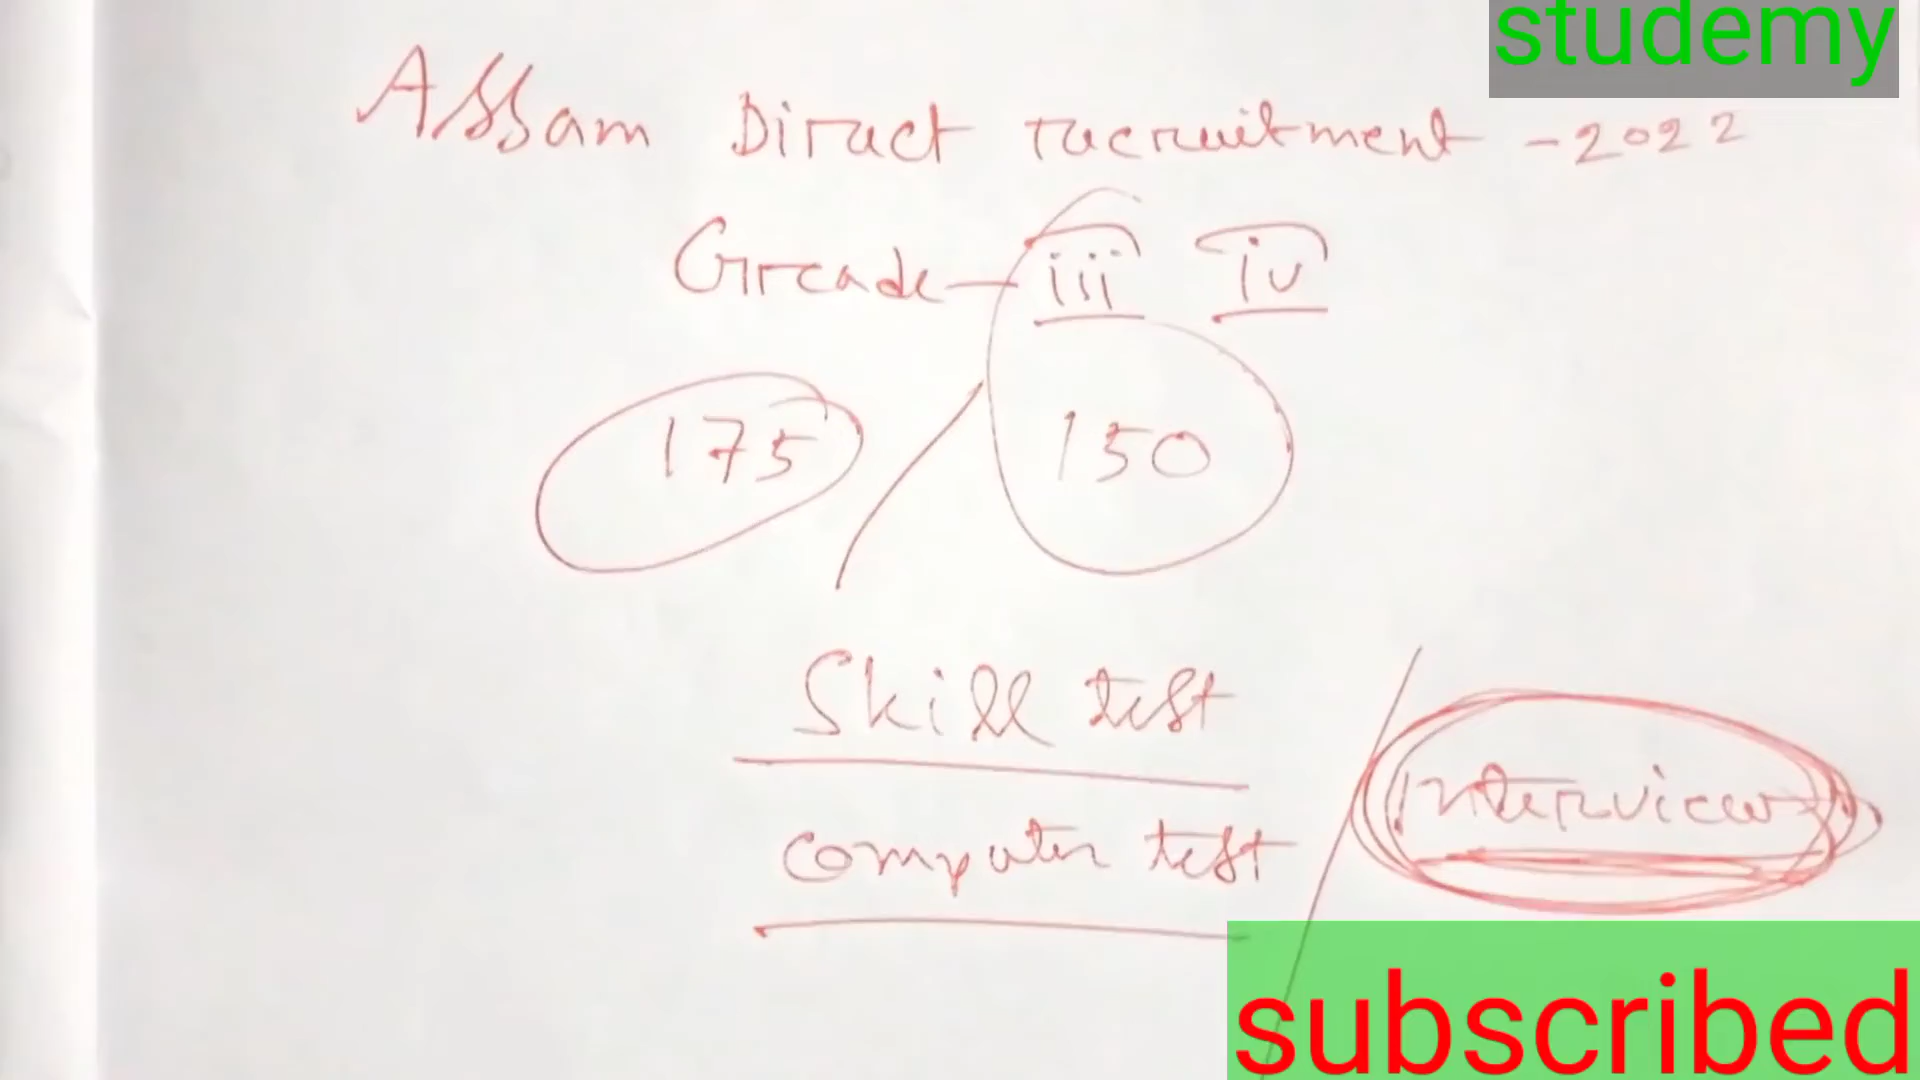 studemy
Assam Direct recruitment - 2022
Grade - iii iv
175 150
Skill test
Interview
computer test
subscribed